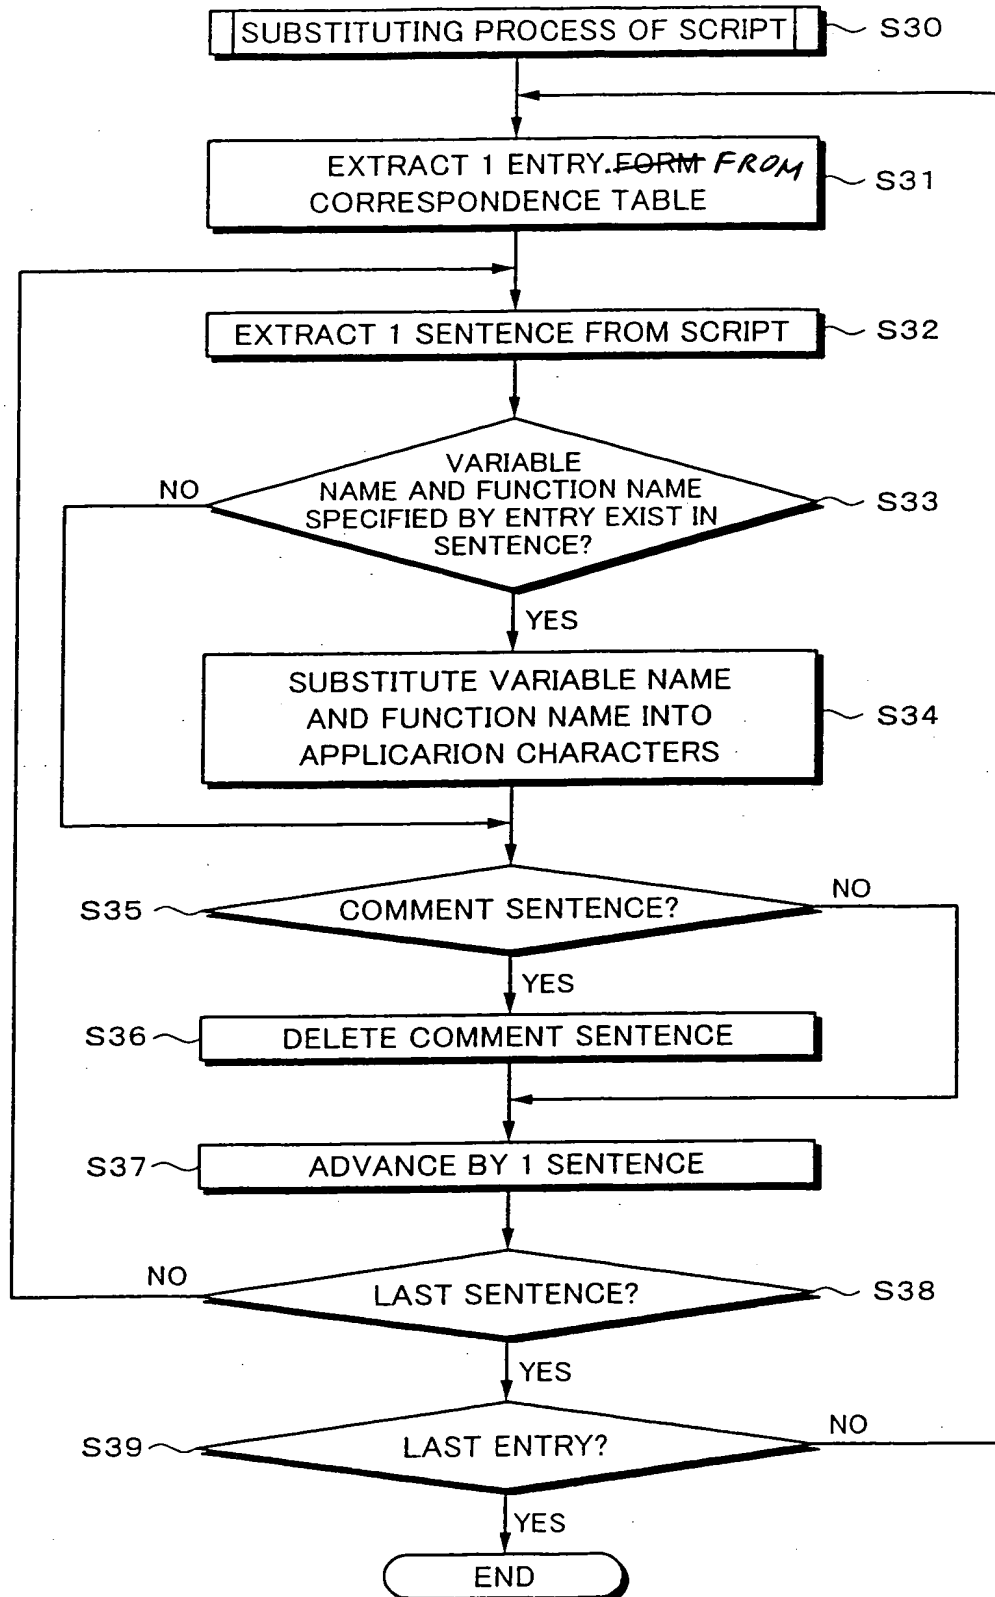 SUBSTITUTING PROCESS OF SCRIPT
S30
EXTRACT 1 ENTRY FORM FROM
CORRESPONDENCE TABLE
S31
EXTRACT 1 SENTENCE FROM SCRIPT
S32
VARIABLE
NAME AND FUNCTION NAME
SPECIFIED BY ENTRY EXIST IN
SENTENCE?
S33
NO
YES
SUBSTITUTE VARIABLE NAME
AND FUNCTION NAME INTO
APPLICARION CHARACTERS
S34
S35
COMMENT SENTENCE?
NO
YES
S36
DELETE COMMENT SENTENCE
S37
ADVANCE BY 1 SENTENCE
NO
LAST SENTENCE?
S38
YES
S39
LAST ENTRY?
NO
YES
END